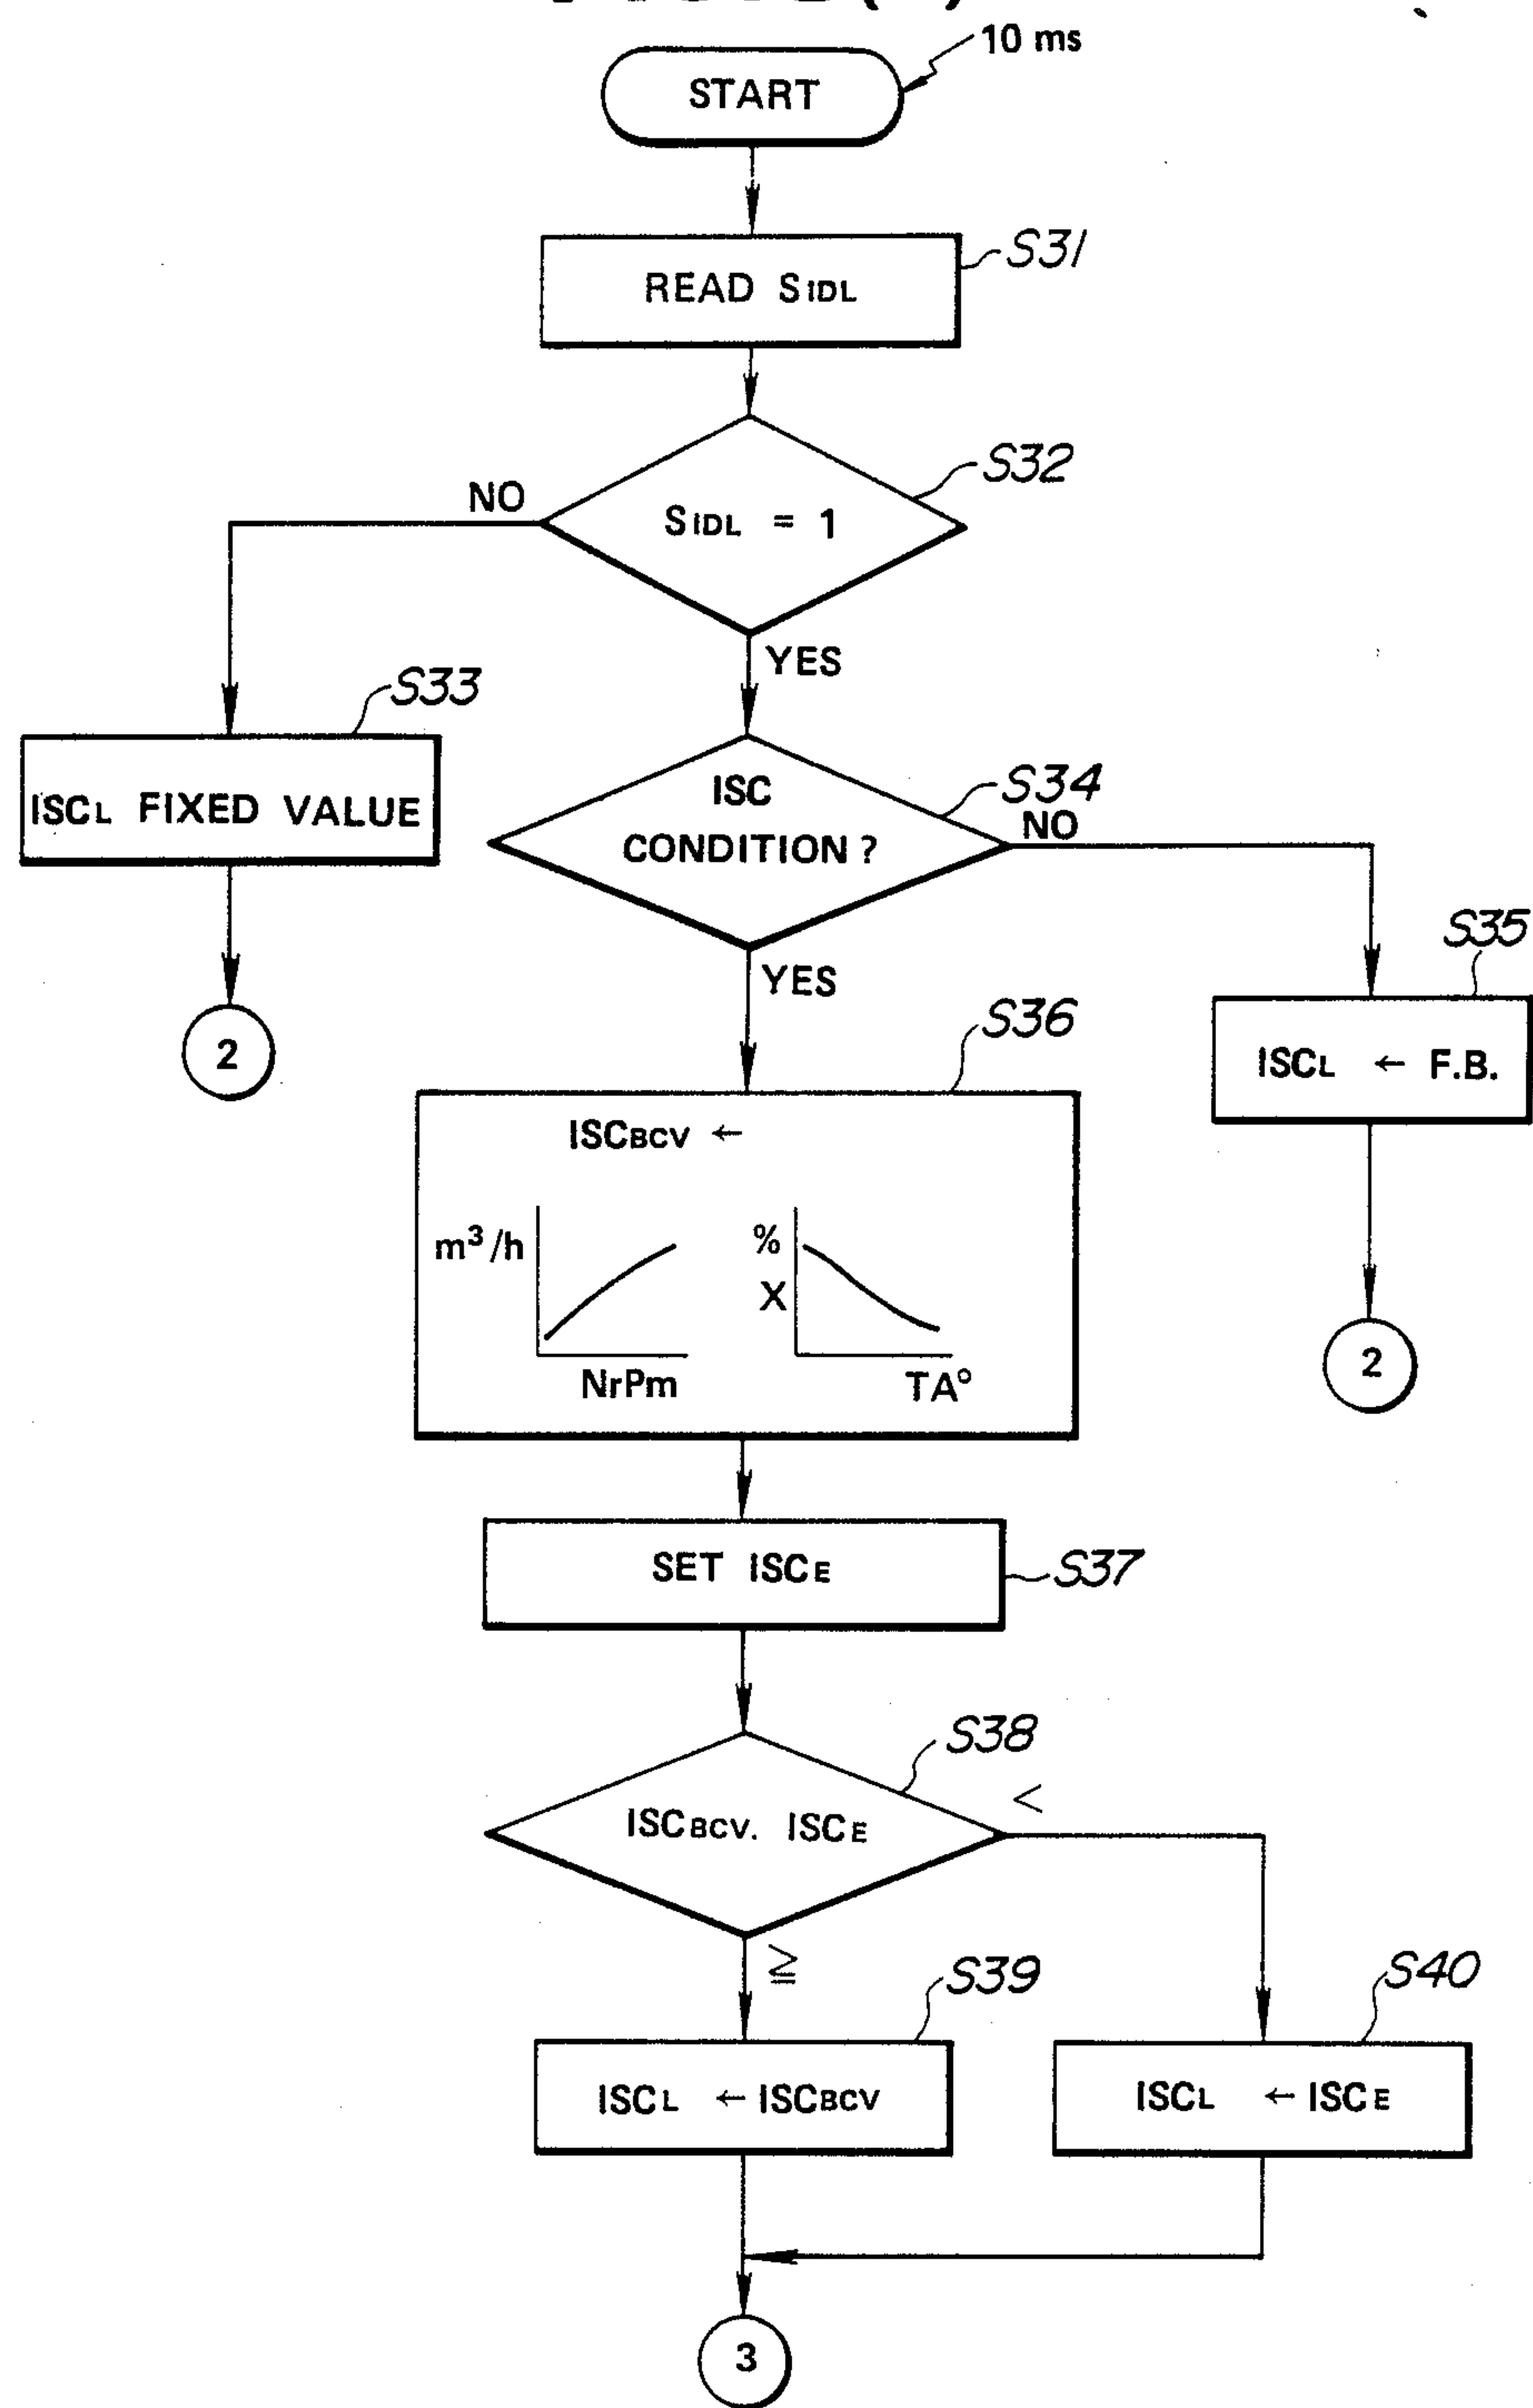 10 ms
START
S31
READ SIDL
S32
NO
SIDL = 1
YES
S33
ISCL FIXED VALUE
S34
ISC
CONDITION ?
NO
YES
S35
2
S36
ISCL ← F.B.
ISCBCV ←
m³/h
%
X
NrPm
TA°
2
SET ISCE
S37
S38
<
ISCBCV. ISCE
≧
S39
S40
ISCL ← ISCBCV
ISCL ← ISCE
3